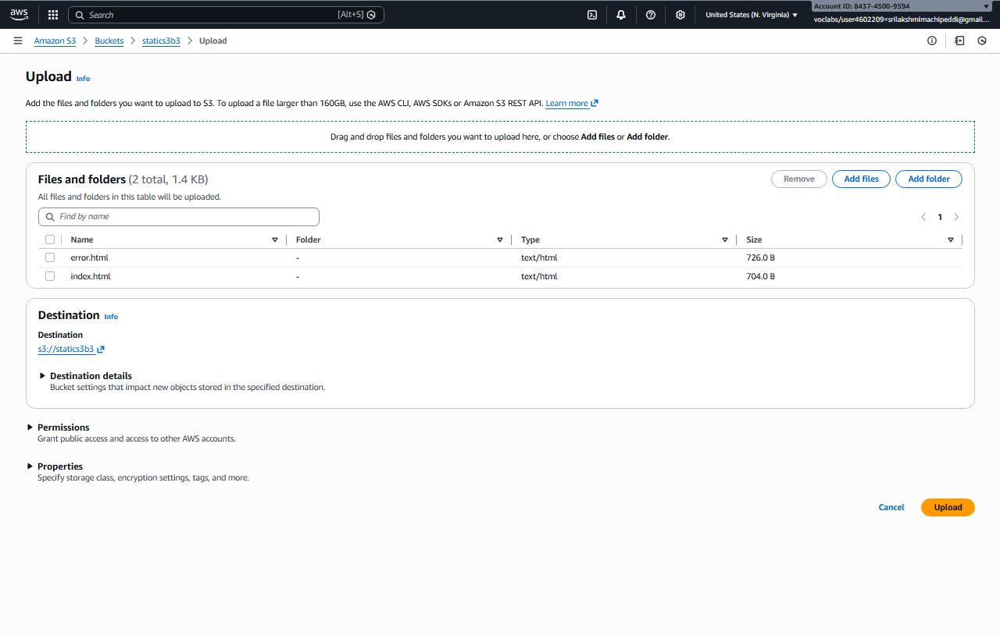 aws
Search [Alt+S]
United States (N. Virginia) ▼
Account ID: 8437-4500-9594
voclabs/user4602209=srilakshmimachipeddi@gmail...
Amazon S3 > Buckets > statics3b3 > Upload
Upload Info
Add the files and folders you want to upload to S3. To upload a file larger than 160GB, use the AWS CLI, AWS SDKs or Amazon S3 REST API. Learn more
Drag and drop files and folders you want to upload here, or choose Add files or Add folder.
Files and folders (2 total, 1.4 KB)
Remove Add files Add folder
All files and folders in this table will be uploaded.
Find by name
1
Name Folder Type Size
error.html - text/html 726.0 B
index.html - text/html 704.0 B
Destination Info
Destination
s3://statics3b3
Destination details
Bucket settings that impact new objects stored in the specified destination.
Permissions
Grant public access and access to other AWS accounts.
Properties
Specify storage class, encryption settings, tags, and more.
Cancel Upload